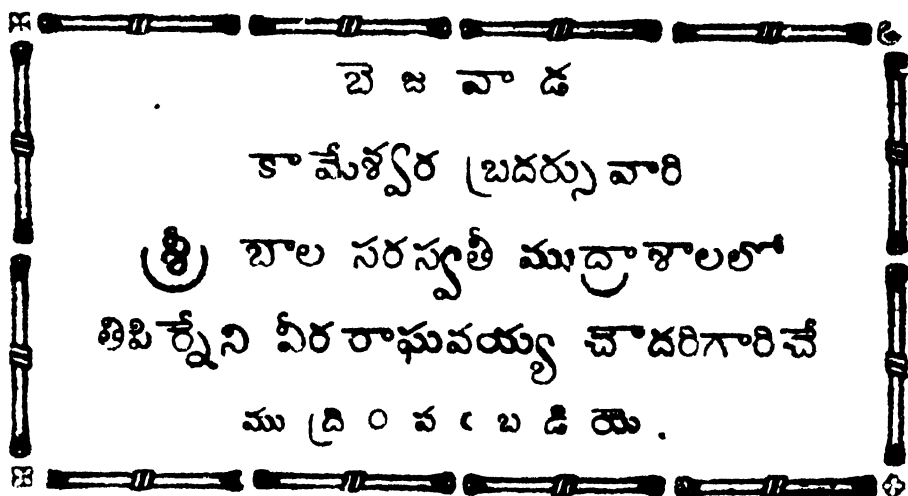 బెజవాడ
కామేశ్వర బ్రదర్సువారి
శ్రీ బాల సరస్వతీ ముద్రాశాలలో
తిపిర్నేని వీరరాఘవయ్య చౌదరిగారిచే
ముద్రింపఁబడియె.